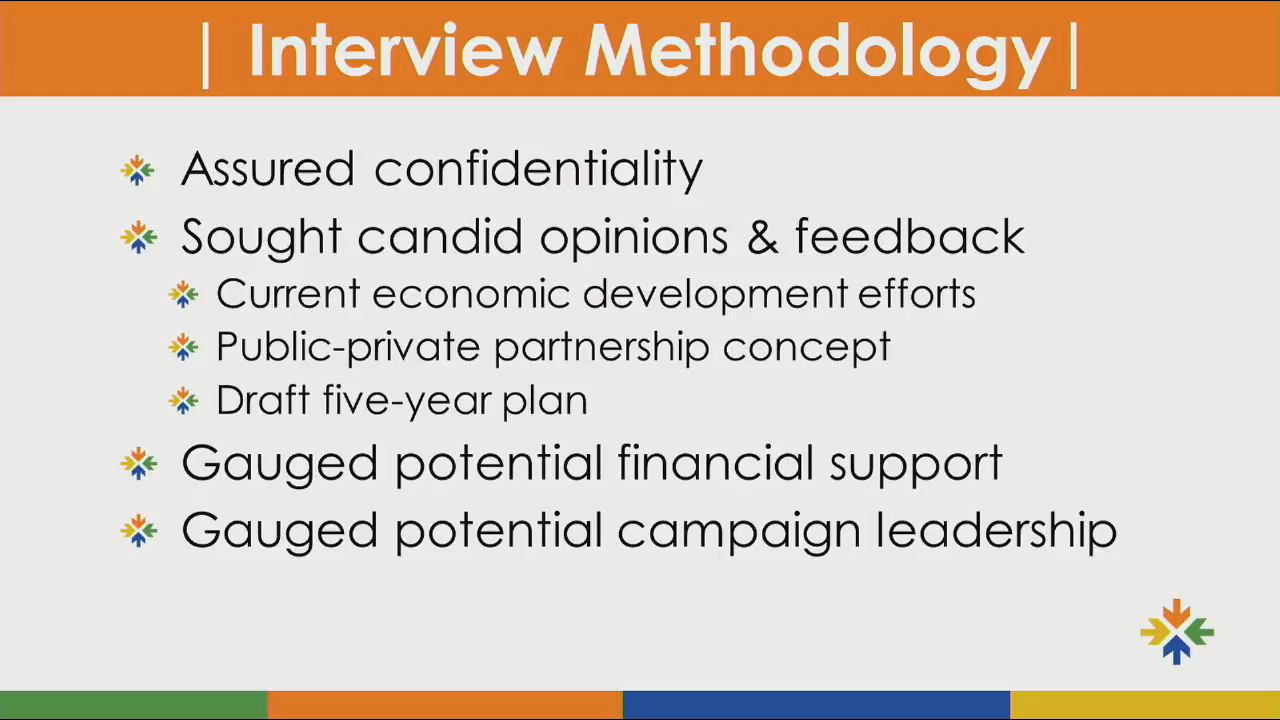 | Interview Methodology |
Assured confidentiality
Sought candid opinions & feedback
Current economic development efforts
Public-private partnership concept
Draft five-year plan
Gauged potential financial support
Gauged potential campaign leadership